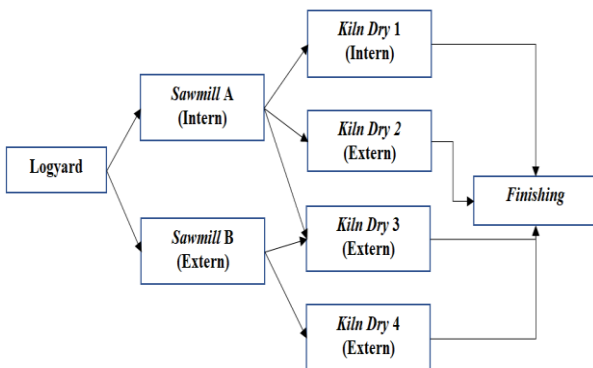 Logyard
Sawmill A
(Intern)
Sawmill B
(Extern)
Kiln Dry 1
(Intern)
Kiln Dry 2
(Extern)
Kiln Dry 3
(Extern)
Kiln Dry 4
(Extern)
Finishing